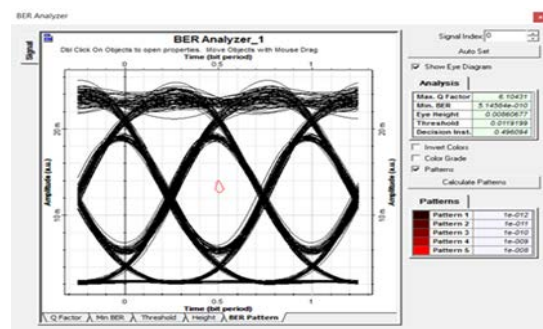 BER Analyzer
BER Analyzer_1
Dbl Click On Objects to open properties. Move Objects with Mouse Drag
Time (bit period)
0 0.5 1
Signal
Amplitude (a.u.)
20 m
10 m
Amplitude (a.u.)
20 m
10 m
0 0.5 1
Time (bit period)
Q Factor Min BER Threshold Height BER Pattern
Signal Index: 0
Auto Set
Show Eye Diagram
Analysis
Max. Q Factor 6.10431
Min. BER 5.14564e-010
Eye Height 0.00860677
Threshold 0.0119199
Decision Inst. 0.496094
Invert Colors
Color Grade
Patterns
Calculate Patterns
Patterns
Pattern 1 1e-012
Pattern 2 1e-011
Pattern 3 1e-010
Pattern 4 1e-009
Pattern 5 1e-008